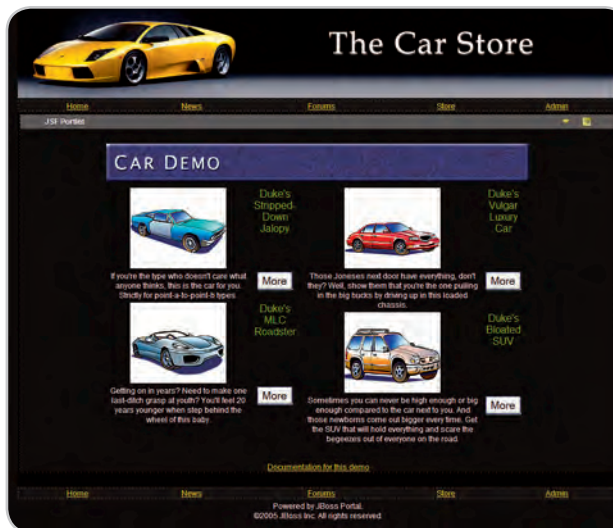 The Car Store
Home News Forums Store Admin
JSF Portlet
CAR DEMO
Duke's
Stripped-
Down
Jalopy
If you're the type who doesn't care what
anyone thinks, this is the car for you.
Strictly for point-a-to-point-b types.
More
Duke's
Vulgar
Luxury
Car
Those Joneses next door have everything, don't
they? Well, show them that you're the one pulling
in the big bucks by driving up in this loaded
chassis.
More
Duke's
MLC
Roadster
Getting on in years? Need to make one
last-ditch grasp at youth? You'll feel 20
years younger when step behind the
wheel of this baby.
More
Duke's
Bloated
SUV
Sometimes you can never be high enough or big
enough compared to the car next to you. And
those newborns come out bigger every time. Get
the SUV that will hold everything and scare the
begeezes out of everyone on the road.
More
Documentation for this demo
Home News Forums Store Admin
Powered by JBoss Portal.
©2005 JBoss Inc. All rights reserved.